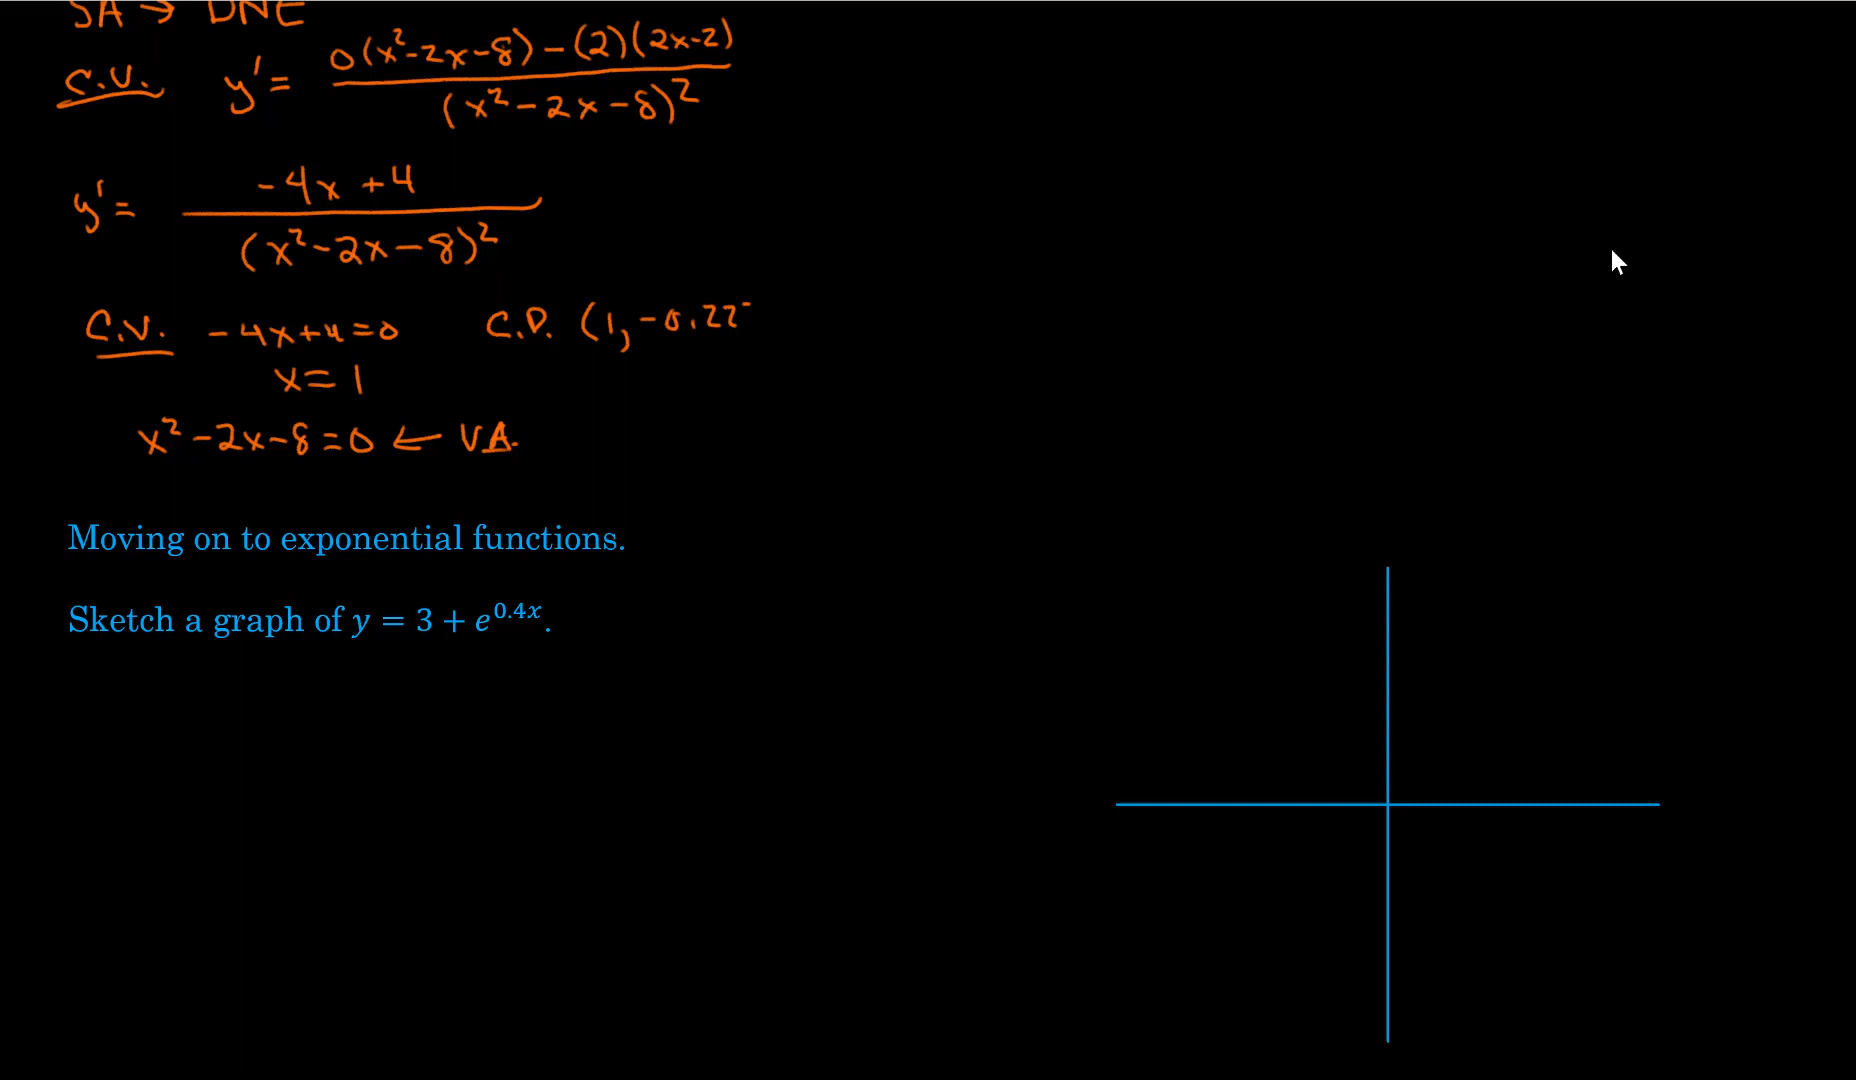 SA → DNE
C.V. y' = 0(x²-2x-8) - (2)(2x-2) / (x²-2x-8)²
y' = -4x+4 / (x²-2x-8)²
C.V. -4x+4=0 C.P. (1, -0.22
x=1
x²-2x-8=0 ← V.A.
Moving on to exponential functions.
Sketch a graph of y = 3 + e^{0.4x}.